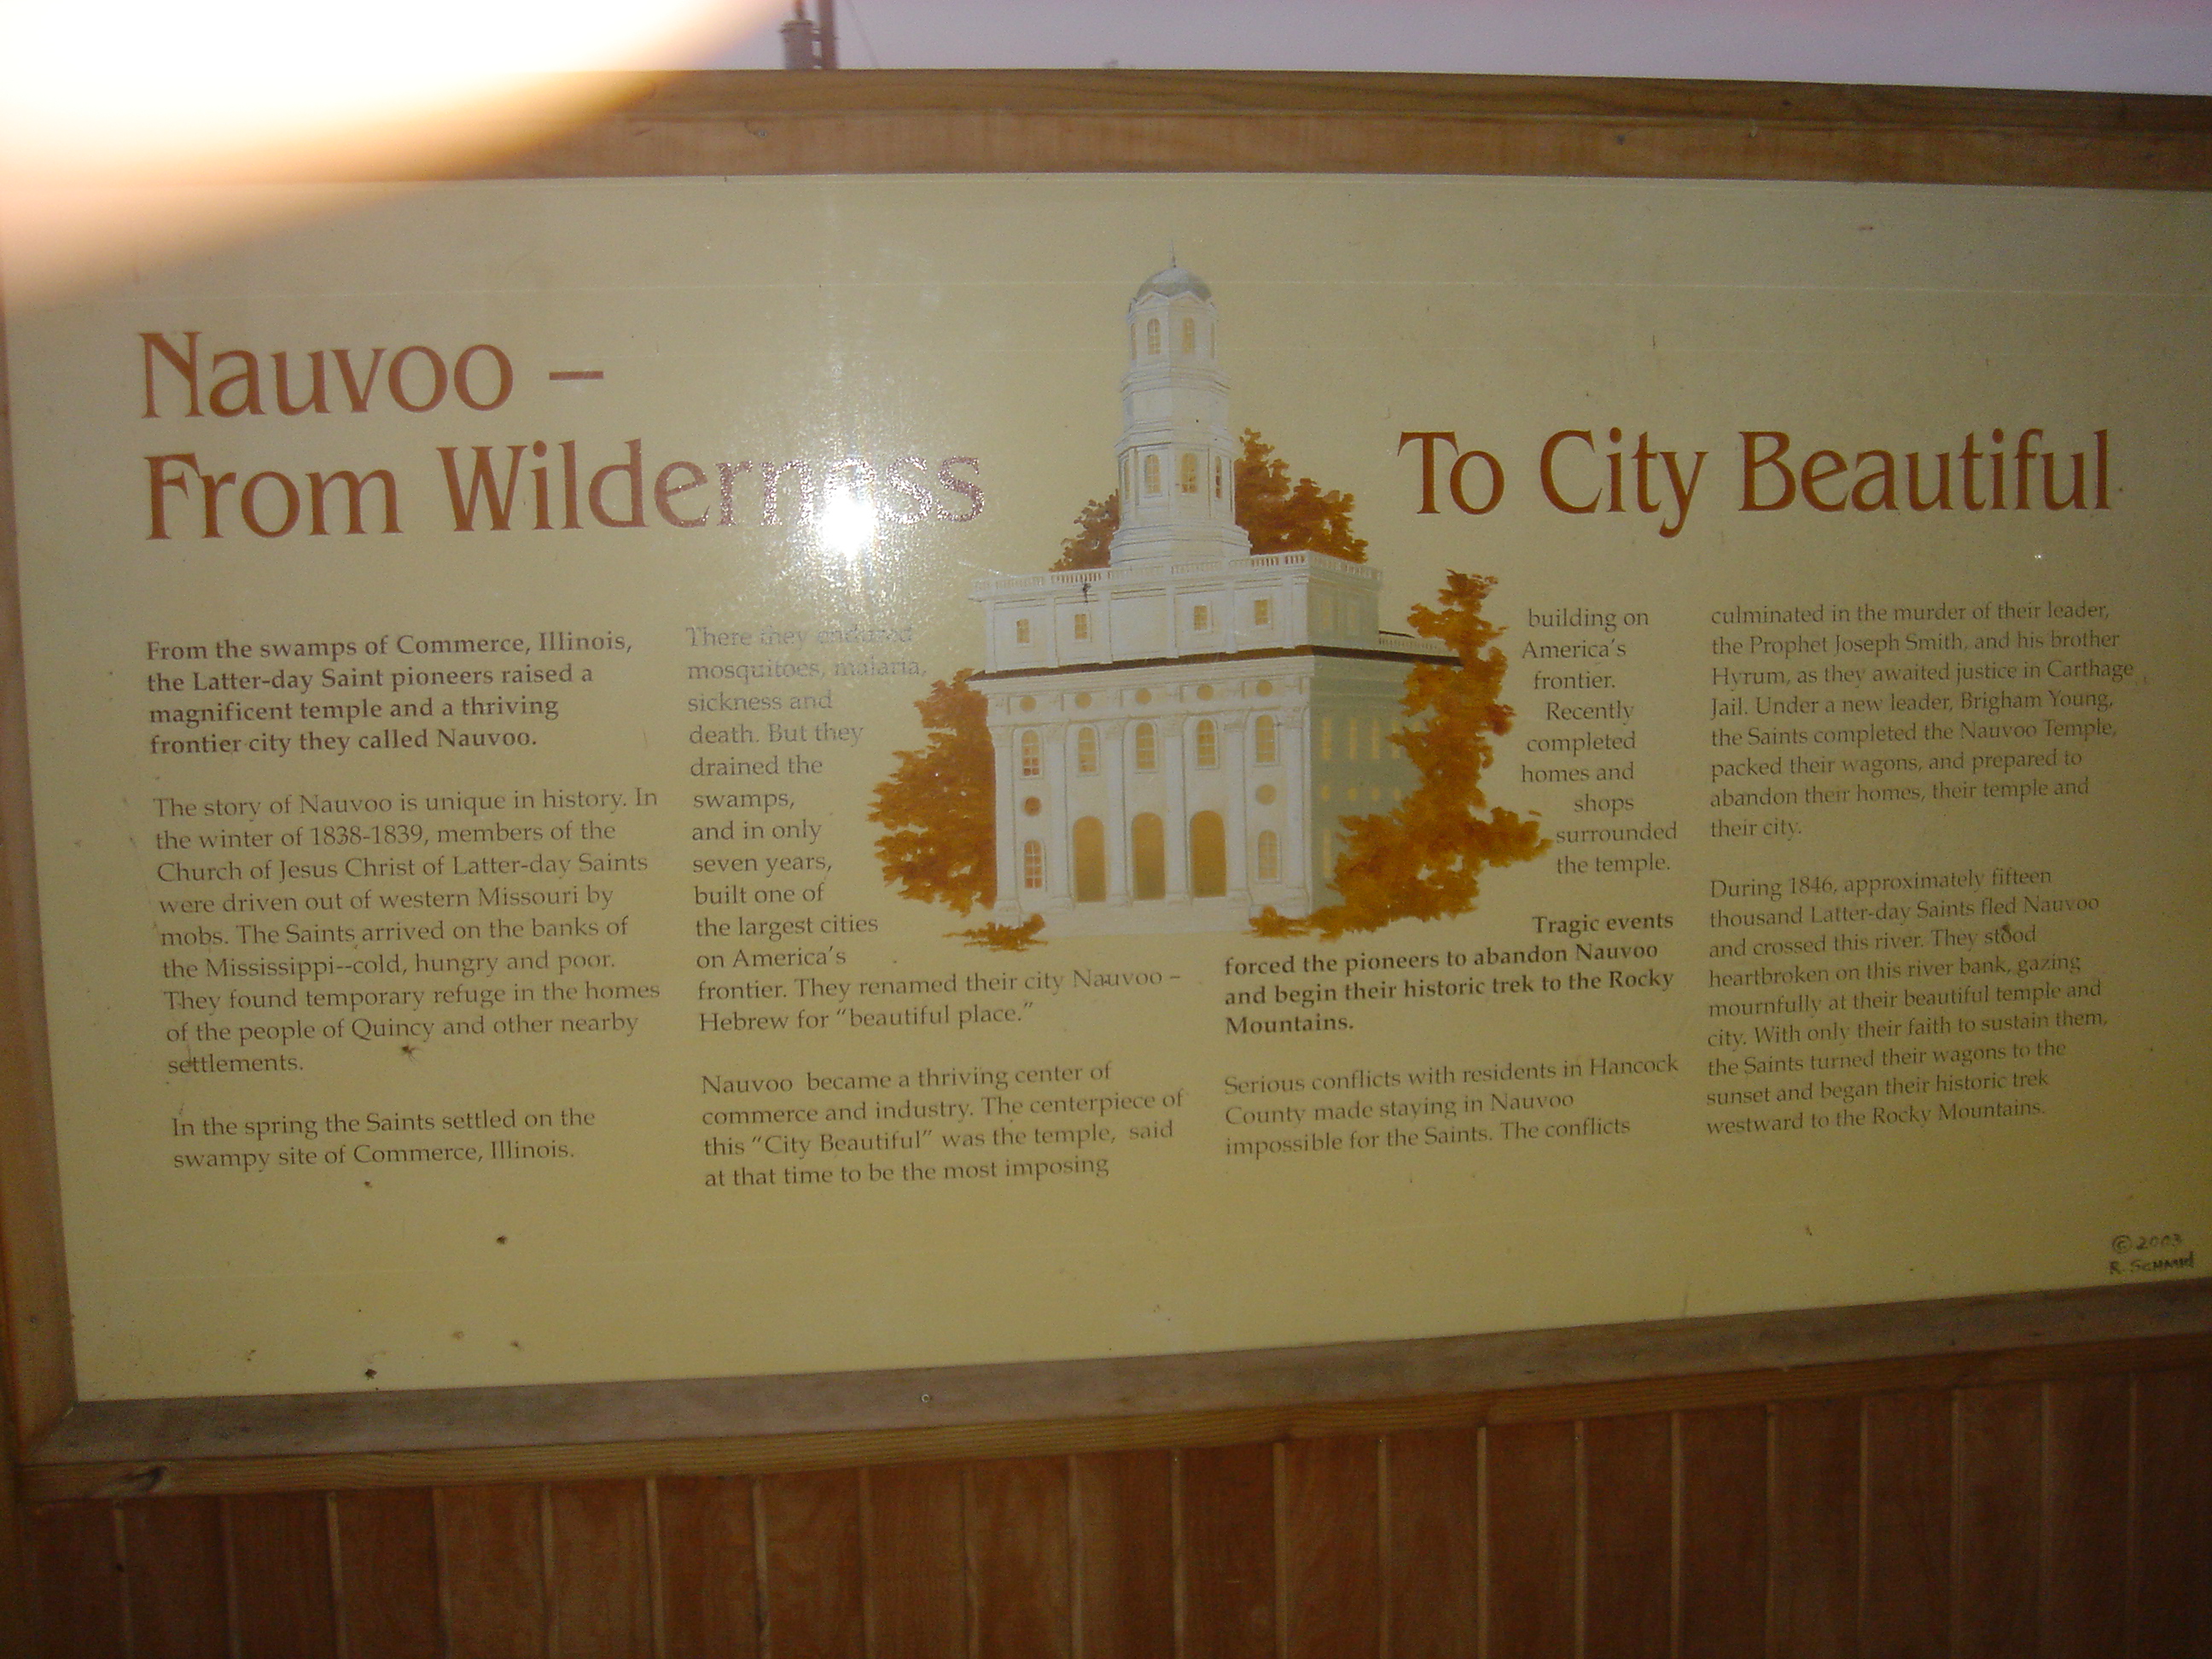 Nauvoo –
From Wilderness
To City Beautiful
From the swamps of Commerce, Illinois,
the Latter-day Saint pioneers raised a
magnificent temple and a thriving
frontier city they called Nauvoo.
The story of Nauvoo is unique in history. In
the winter of 1838-1839, members of the
Church of Jesus Christ of Latter-day Saints
were driven out of western Missouri by
mobs. The Saints arrived on the banks of
the Mississippi--cold, hungry and poor.
They found temporary refuge in the homes
of the people of Quincy and other nearby
settlements.
In the spring the Saints settled on the
swampy site of Commerce, Illinois.
There they endured
mosquitoes, malaria,
sickness and
death. But they
drained the
swamps,
and in only
seven years,
built one of
the largest cities
on America's
frontier. They renamed their city Nauvoo –
Hebrew for "beautiful place."
Nauvoo became a thriving center of
commerce and industry. The centerpiece of
this "City Beautiful" was the temple, said
at that time to be the most imposing
building on
America's
frontier.
Recently
completed
homes and
shops
surrounded
the temple.
Tragic events
forced the pioneers to abandon Nauvoo
and begin their historic trek to the Rocky
Mountains.
Serious conflicts with residents in Hancock
County made staying in Nauvoo
impossible for the Saints. The conflicts
culminated in the murder of their leader,
the Prophet Joseph Smith, and his brother
Hyrum, as they awaited justice in Carthage
Jail. Under a new leader, Brigham Young,
the Saints completed the Nauvoo Temple,
packed their wagons, and prepared to
abandon their homes, their temple and
their city.
During 1846, approximately fifteen
thousand Latter-day Saints fled Nauvoo
and crossed this river. They stood
heartbroken on this river bank, gazing
mournfully at their beautiful temple and
city. With only their faith to sustain them,
the Saints turned their wagons to the
sunset and began their historic trek
westward to the Rocky Mountains.
© 2003
R.